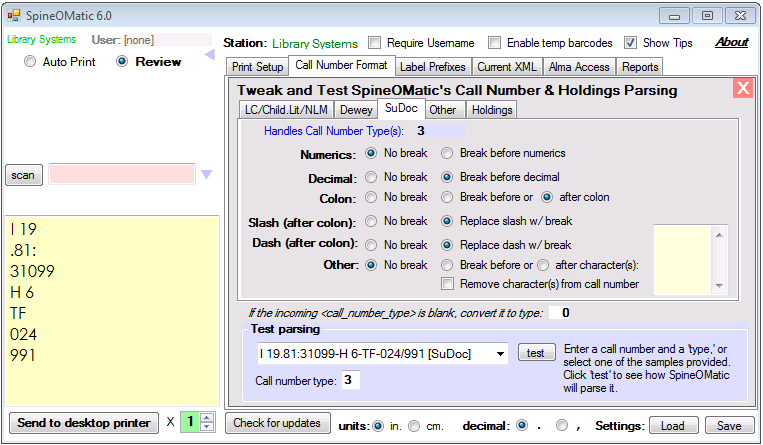 SpineOMatic 6.0
Library Systems User: [none]
Auto Print Review
scan
I 19
.81:
31099
H 6
TF
024
991
Send to desktop printer X 1
Station: Library Systems Require Username Enable temp barcodes Show Tips About
Print Setup Call Number Format Label Prefixes Current XML Alma Access Reports
Tweak and Test SpineOMatic's Call Number & Holdings Parsing X
LC/Child.Lit/NLM Dewey SuDoc Other Holdings
Handles Call Number Type(s): 3
Numerics: No break Break before numerics
Decimal: No break Break before decimal
Colon: No break Break before or after colon
Slash (after colon): No break Replace slash w/ break
Dash (after colon): No break Replace dash w/ break
Other: No break Break before or after character(s):
Remove character(s) from call number
If the incoming <call_number_type> is blank, convert it to type: 0
Test parsing
I 19.81:31099-H 6-TF-024/991 [SuDoc] test
Call number type: 3
Enter a call number and a 'type,' or
select one of the samples provided.
Click 'test' to see how SpineOMatic
will parse it.
Check for updates units: in. cm. decimal: . , Settings: Load Save